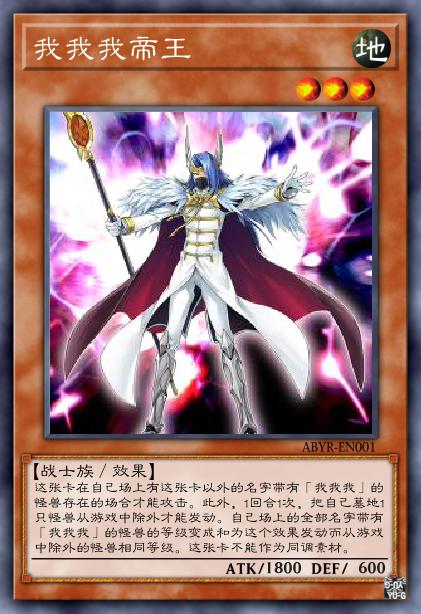 我我我帝王
地
ABYR-EN001
【战士族／效果】
这张卡在自己场上有这张卡以外的名字带有「我我我」的
怪兽存在的场合才能攻击。此外，1回合1次，把自己墓地1
只怪兽从游戏中除外才能发动。自己场上的全部名字带有
「我我我」的怪兽的等级变成和为这个效果发动而从游戏
中除外的怪兽相同等级。这张卡不能作为同调素材。
ATK/1800 DEF/ 600